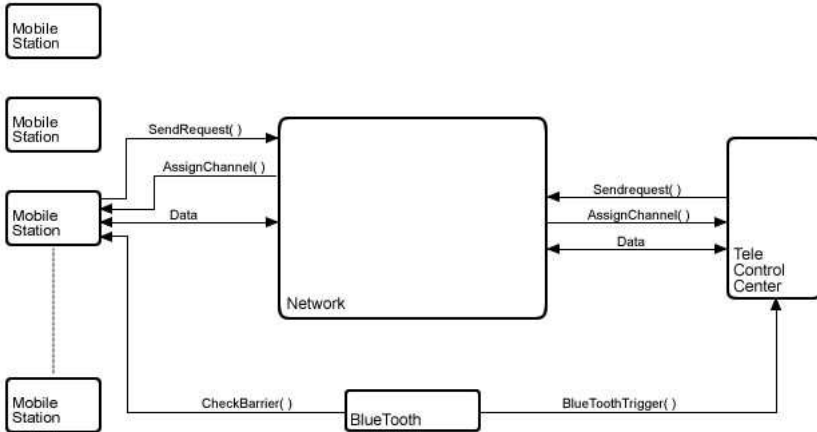 Mobile
Station
Mobile
Station
SendRequest( )
AssignChannel( )
Mobile
Station
Data
Network
Sendrequest( )
AssignChannel( )
Data
Tele
Control
Center
Mobile
Station
CheckBarrier( )
BlueTooth
BlueToothTrigger( )